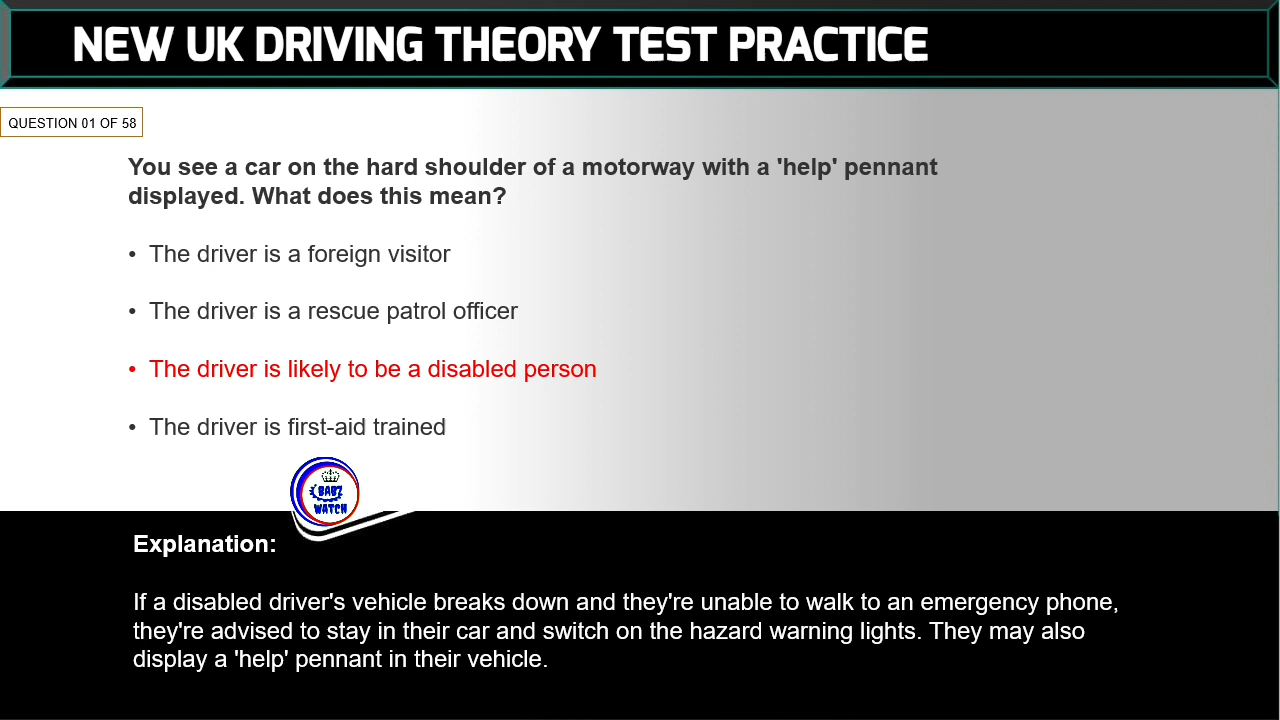 NEW UK DRIVING THEORY TEST PRACTICE
QUESTION 01 OF 58
You see a car on the hard shoulder of a motorway with a 'help' pennant
displayed. What does this mean?
• The driver is a foreign visitor
• The driver is a rescue patrol officer
• The driver is likely to be a disabled person
• The driver is first-aid trained
BABZ
WATCH
Explanation:
If a disabled driver's vehicle breaks down and they're unable to walk to an emergency phone,
they're advised to stay in their car and switch on the hazard warning lights. They may also
display a 'help' pennant in their vehicle.